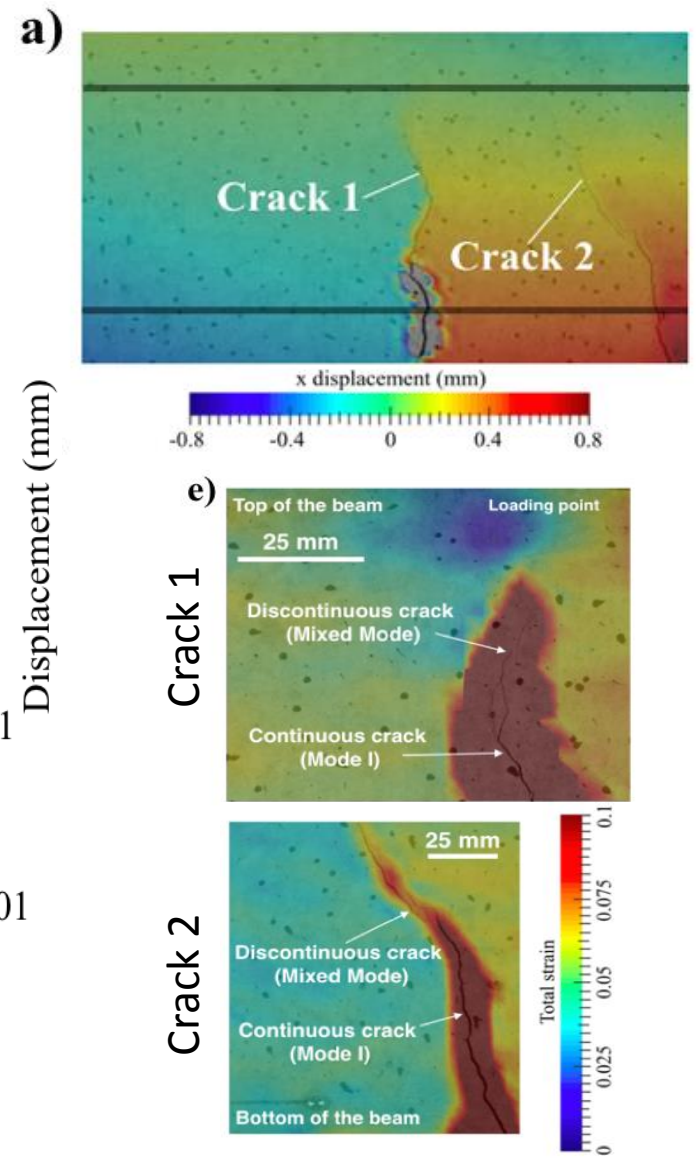 a)
Crack 1
Crack 2
x displacement (mm)
-0.8 -0.4 0 0.4 0.8
Displacement (mm)
1
01
e)
Crack 1
Top of the beam
Loading point
25 mm
Discontinuous crack
(Mixed Mode)
Continuous crack
(Mode I)
Crack 2
25 mm
Discontinuous crack
(Mixed Mode)
Continuous crack
(Mode I)
Bottom of the beam
Total strain
0.1
0.075
0.05
0.025
0